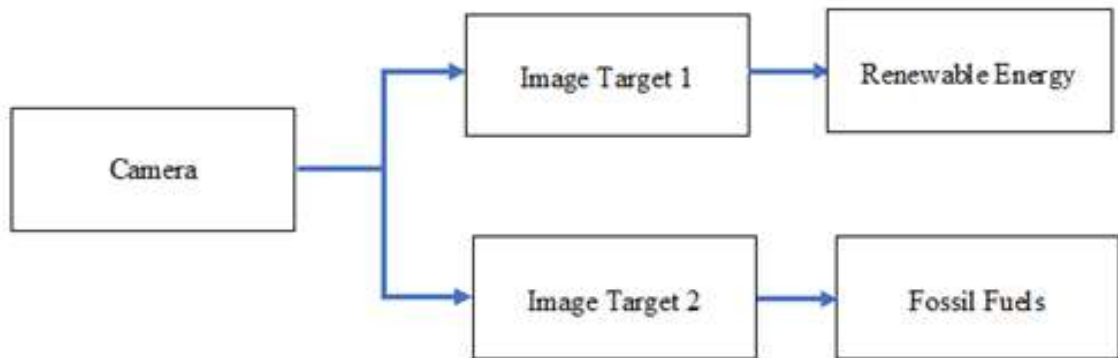 Camera
Image Target 1
Renewable Energy
Image Target 2
Fossil Fuels